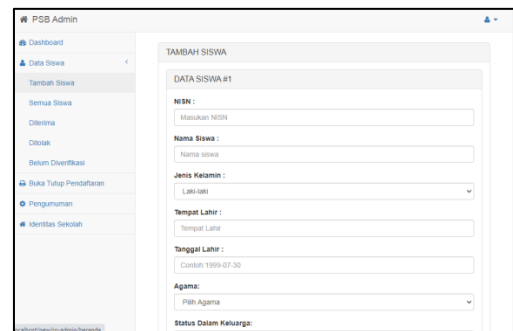 PSB Admin
Dashboard
Data Siswa
Tambah Siswa
Semua Siswa
Diterima
Ditolak
Belum Diverifikasi
Buka Tutup Pendaftaran
Pengumuman
Identitas Sekolah
TAMBAH SISWA
DATA SISWA #1
NISN :
Masukan NISN
Nama Siswa :
Nama siswa
Jenis Kelamin :
Laki-laki
Tempat Lahir :
Tempat Lahir
Tanggal Lahir :
Contoh:1999-07-30
Agama:
Pilih Agama
Status Dalam Keluarga: